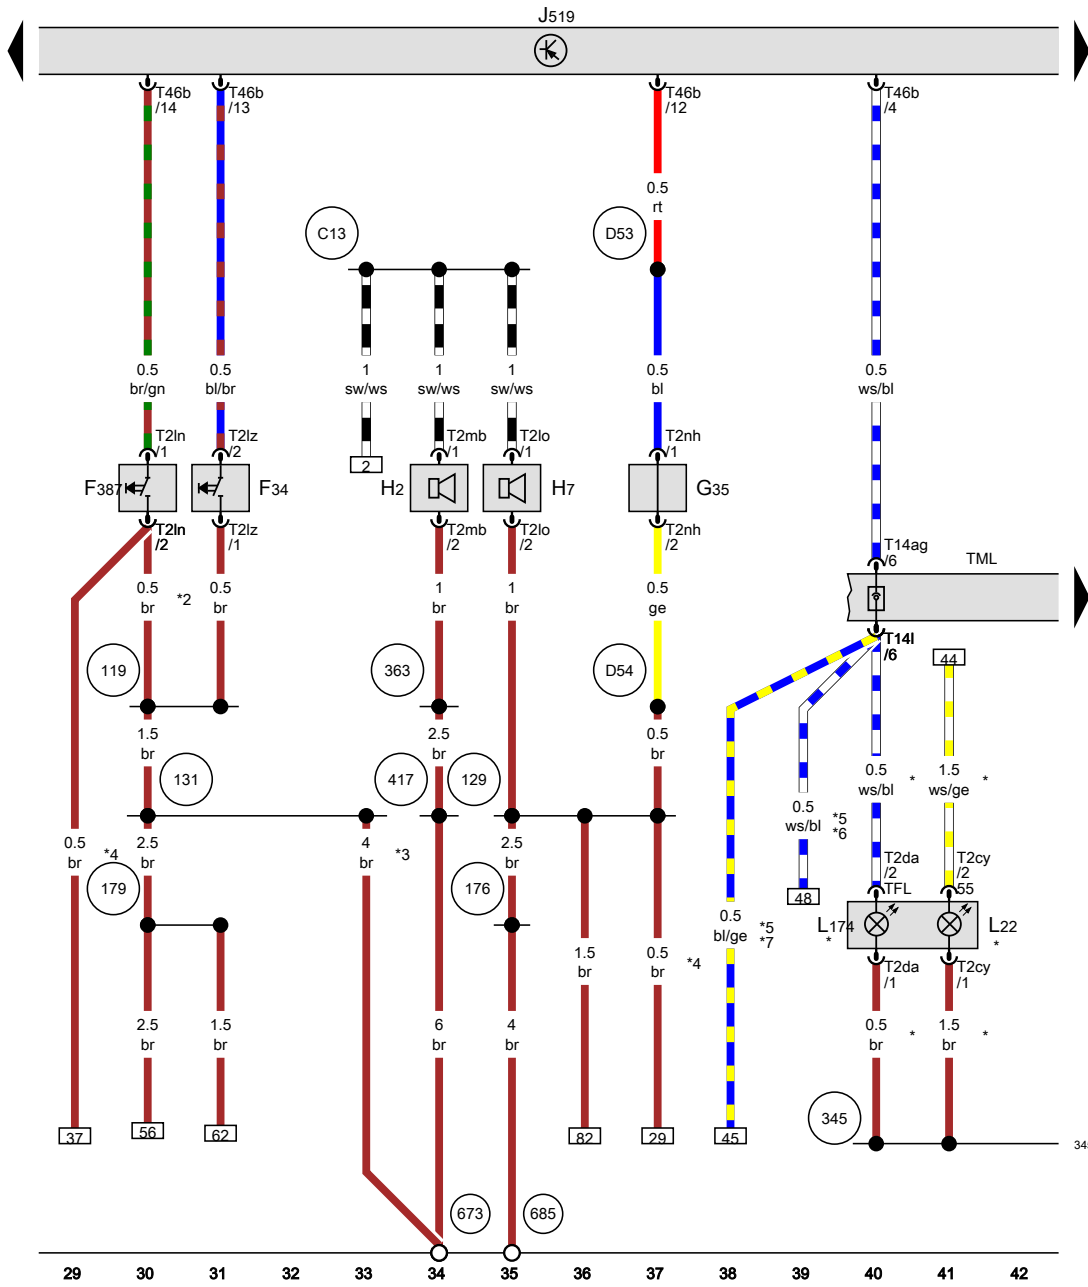 J519
T46b
/14
T46b
/13
T46b
/12
T46b
/4
0.5
rt
C13
D53
0.5
br/gn
0.5
bl/br
1
sw/ws
1
sw/ws
1
sw/ws
0.5
bl
0.5
ws/bl
T2ln
/1
T2lz
/2
2
T2mb
/1
T2lo
/1
T2nh
/1
F387
F34
H2
H7
G35
T2ln
/2
T2lz
/1
T2mb
/2
T2lo
/2
T2nh
/2
T14ag
/6
TML
0.5
br
*2
0.5
br
1
br
1
br
0.5
ge
T14l
/6
44
119
363
D54
1.5
br
2.5
br
0.5
br
131
417
129
0.5
ws/bl
*
1.5
ws/ge
*
0.5
ws/bl
*5
*6
0.5
br
*4
2.5
br
4
br
*3
2.5
br
T2da
/2
T2cy
/2
179
176
48
TFL
55
0.5
bl/ge
*5
*7
L174
*
L22
*
1.5
br
0.5
br
*4
T2da
/1
T2cy
/1
2.5
br
1.5
br
6
br
4
br
0.5
br
*
1.5
br
*
37
56
62
82
29
45
345
345
673
685
29 30 31 32 33 34 35 36 37 38 39 40 41 42